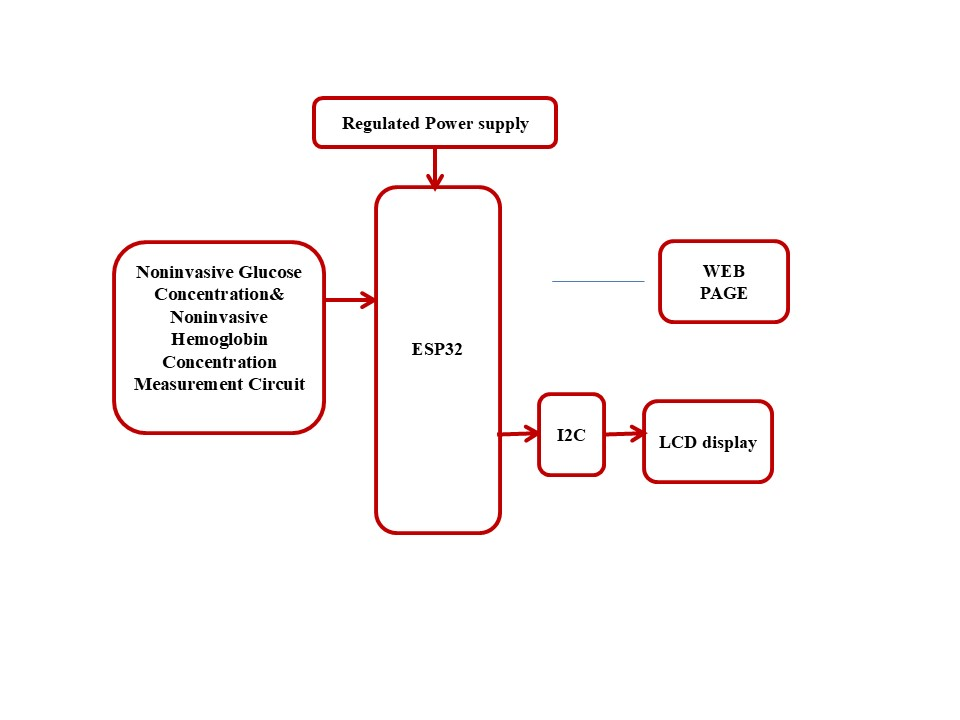 Regulated Power supply
Noninvasive Glucose
Concentration&
Noninvasive
Hemoglobin
Concentration
Measurement Circuit
ESP32
WEB
PAGE
I2C
LCD display